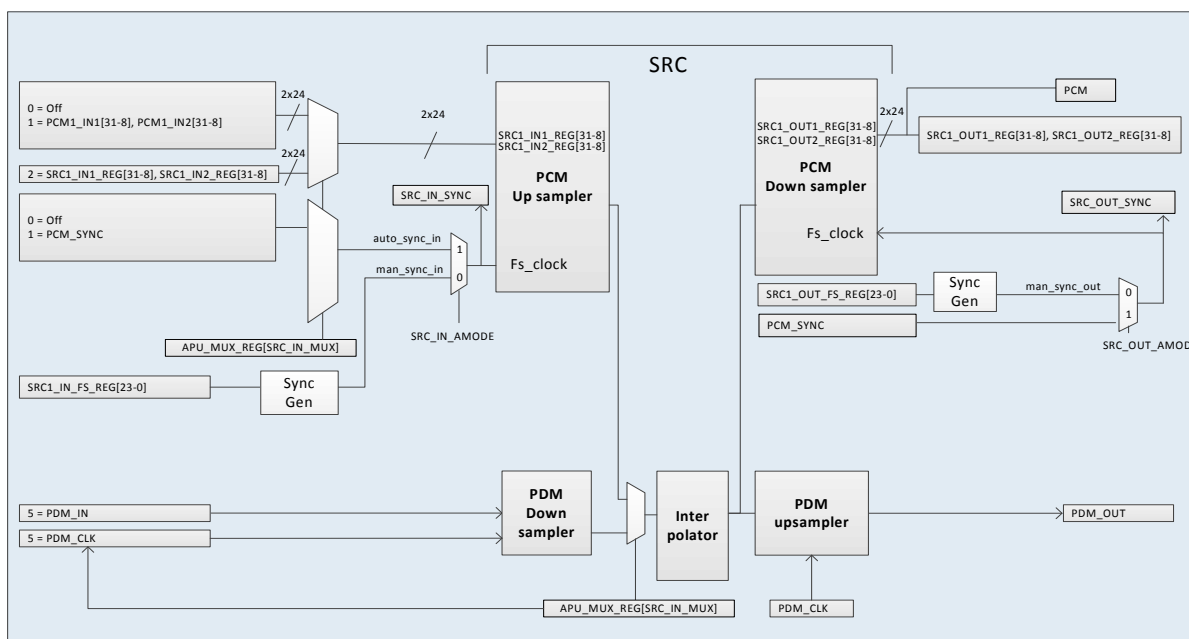 SRC
0 = Off
1 = PCM1_IN1[31-8], PCM1_IN2[31-8]
2x24
2x24
2 = SRC1_IN1_REG[31-8], SRC1_IN2_REG[31-8]
2x24
0 = Off
1 = PCM_SYNC
SRC1_IN1_REG[31-8]
SRC1_IN2_REG[31-8]
PCM
Up sampler
Fs_clock
SRC_IN_SYNC
auto_sync_in
man_sync_in
1
0
SRC_IN_AMODE
APU_MUX_REG[SRC_IN_MUX]
SRC1_IN_FS_REG[23-0]
Sync
Gen
SRC1_OUT1_REG[31-8]
SRC1_OUT2_REG[31-8]
PCM
Down sampler
Fs_clock
2x24
PCM
SRC1_OUT1_REG[31-8], SRC1_OUT2_REG[31-8]
SRC_OUT_SYNC
SRC1_OUT_FS_REG[23-0]
Sync
Gen
man_sync_out
0
1
PCM_SYNC
SRC_OUT_AMOD
5 = PDM_IN
5 = PDM_CLK
PDM
Down
sampler
Inter
polator
PDM
upsampler
PDM_OUT
APU_MUX_REG[SRC_IN_MUX]
PDM_CLK